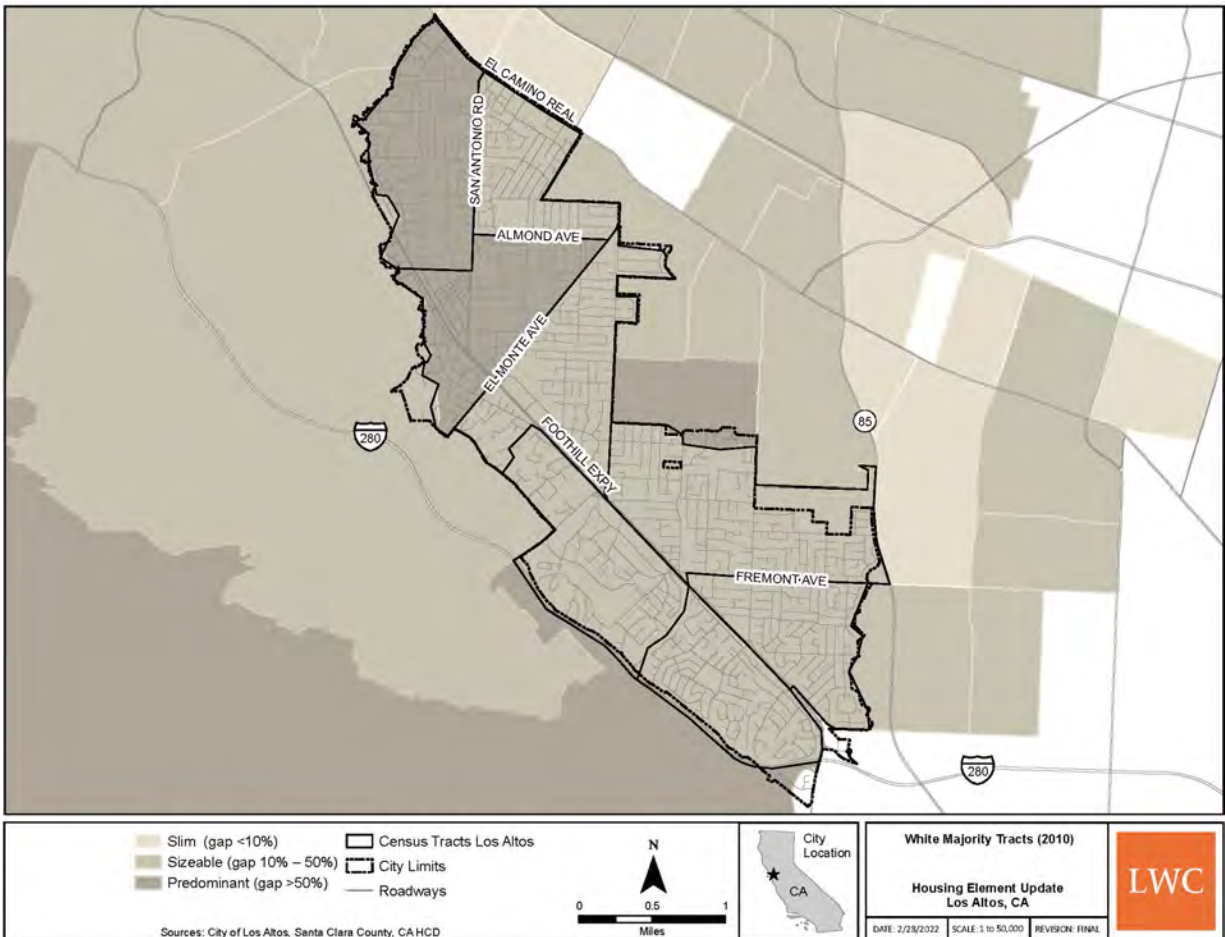 EL CAMINO REAL
SAN ANTONIO RD
ALMOND AVE
EL MONTE AVE
FOOTHILL EXPY
85
280
FREMONT AVE
280
Slim (gap <10%)
Sizeable (gap 10% – 50%)
Predominant (gap >50%)
Census Tracts Los Altos
City Limits
Roadways
Sources: City of Los Altos, Santa Clara County, CA HCD
N
0 0.5 1
Miles
City
Location
CA
White Majority Tracts (2010)
Housing Element Update
Los Altos, CA
DATE: 2/28/2022 SCALE: 1 to 50,000 REVISION: FINAL
LWC